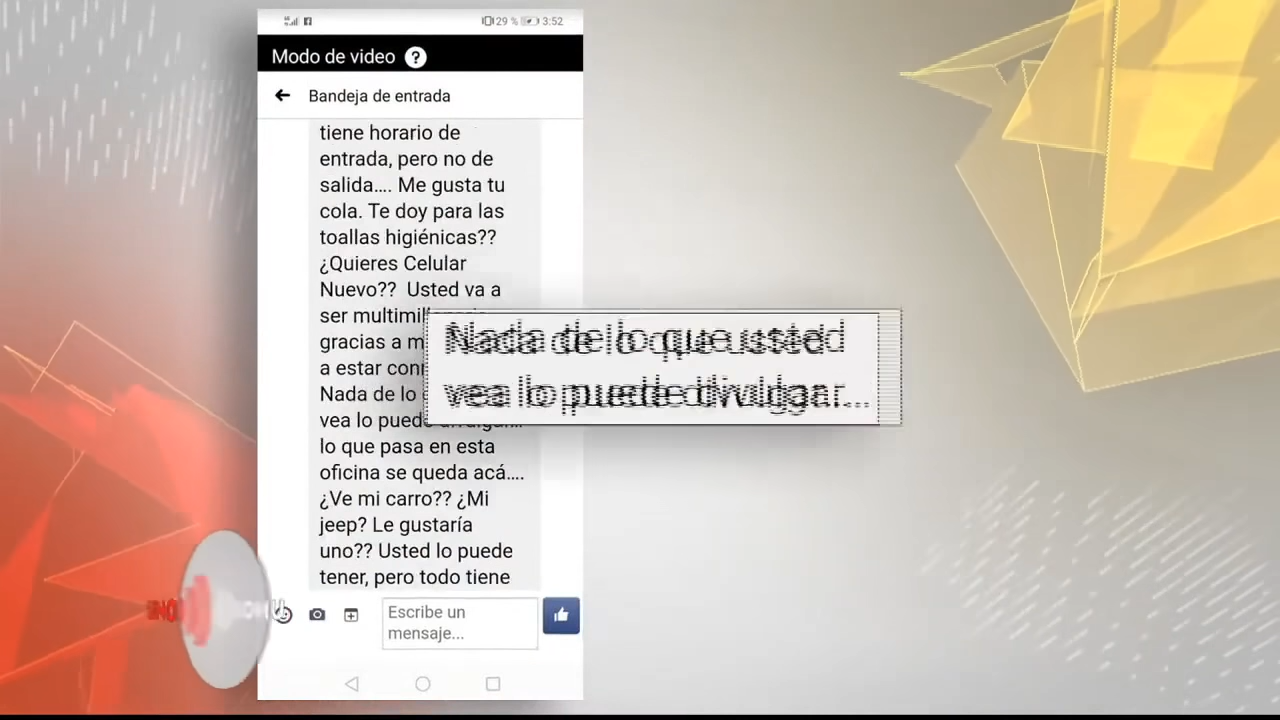 29 % 3:52
Modo de video ?
Bandeja de entrada
tiene horario de
entrada, pero no de
salida.... Me gusta tu
cola. Te doy para las
toallas higiénicas??
¿Quieres Celular
Nuevo?? Usted va a
ser
gracias a
a estar
Nada de lo
vea lo
lo que pasa en esta
oficina se queda acá....
¿Ve mi carro?? ¿Mi
jeep? Le gustaría
uno?? Usted lo puede
tener, pero todo tiene
Nada de lo que usted
vea lo puede divulgar...
Escribe un
mensaje...